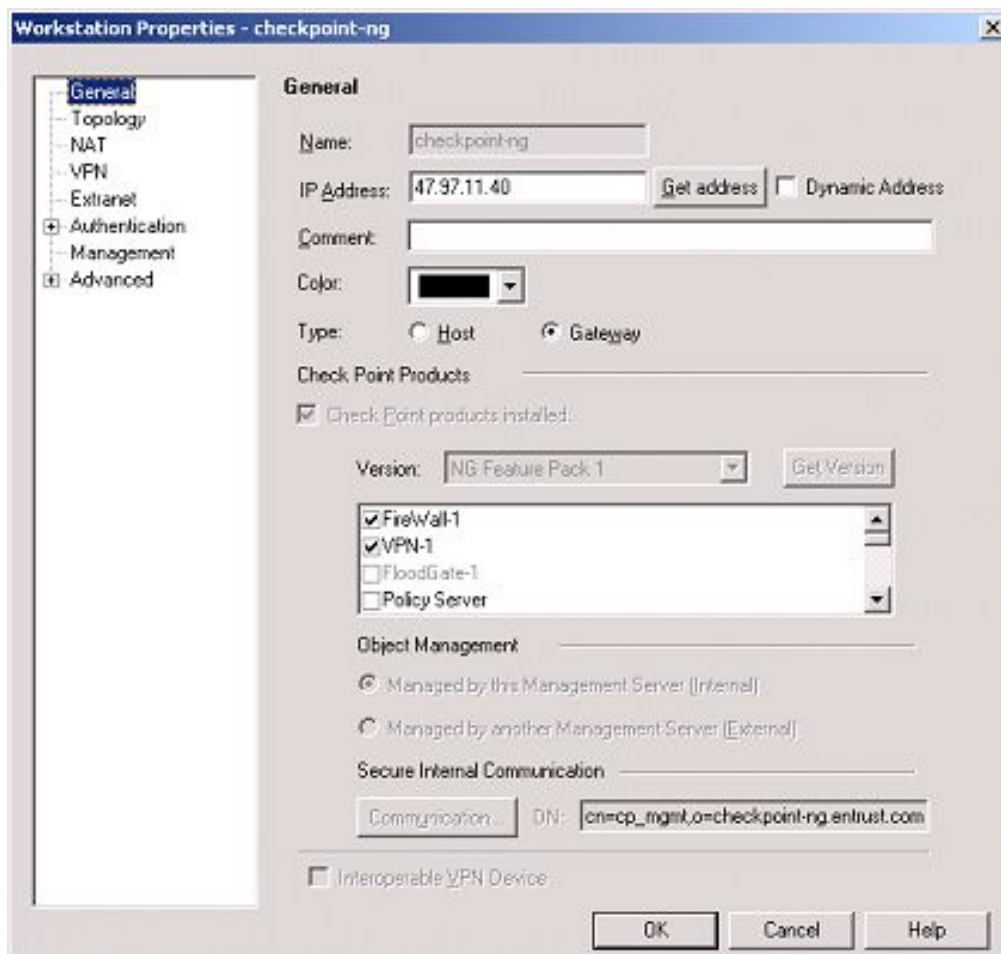 Workstation Properties - checkpoint-ng
General
Topology
NAT
VPN
Extranet
Authentication
Management
Advanced
General
Name: checkpoint-ng
IP Address: 47.97.11.40 Get address Dynamic Address
Comment:
Color:
Type: Host Gateway
Check Point Products
Check Point products installed:
Version: NG Feature Pack 1 Get Version
FireWall-1
VPN-1
FloodGate-1
Policy Server
Object Management
Managed by this Management Server (Internal)
Managed by another Management Server (External)
Secure Internal Communication
Communication... DN: cn=cp_mgmt,o=checkpoint-ng.entrust.com
Interoperable VPN Device
OK Cancel Help